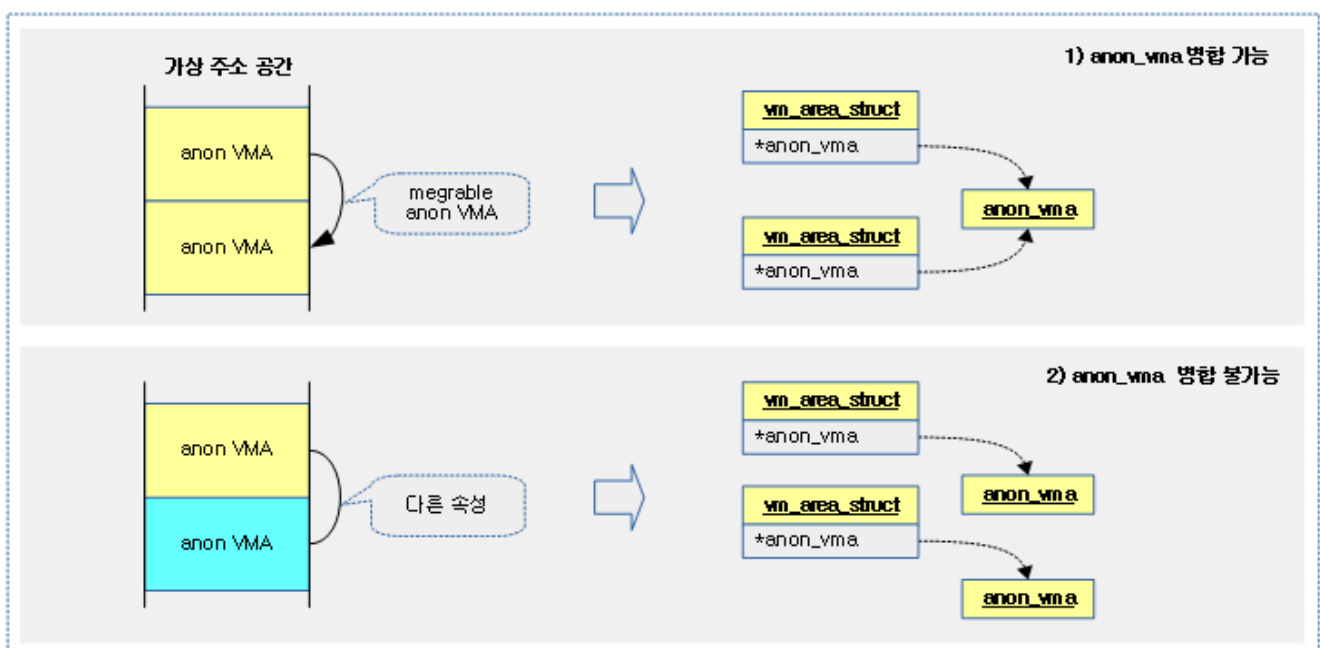 1) anon_vma 병합 가능
가상 주소 공간
anon VMA
megrable
anon VMA
anon VMA
vm_area_struct
*anon_vma
anon_vma
vm_area_struct
*anon_vma
2) anon_vma 병합 불가능
anon VMA
다른 속성
anon VMA
vm_area_struct
*anon_vma
anon_vma
vm_area_struct
*anon_vma
anon_vma